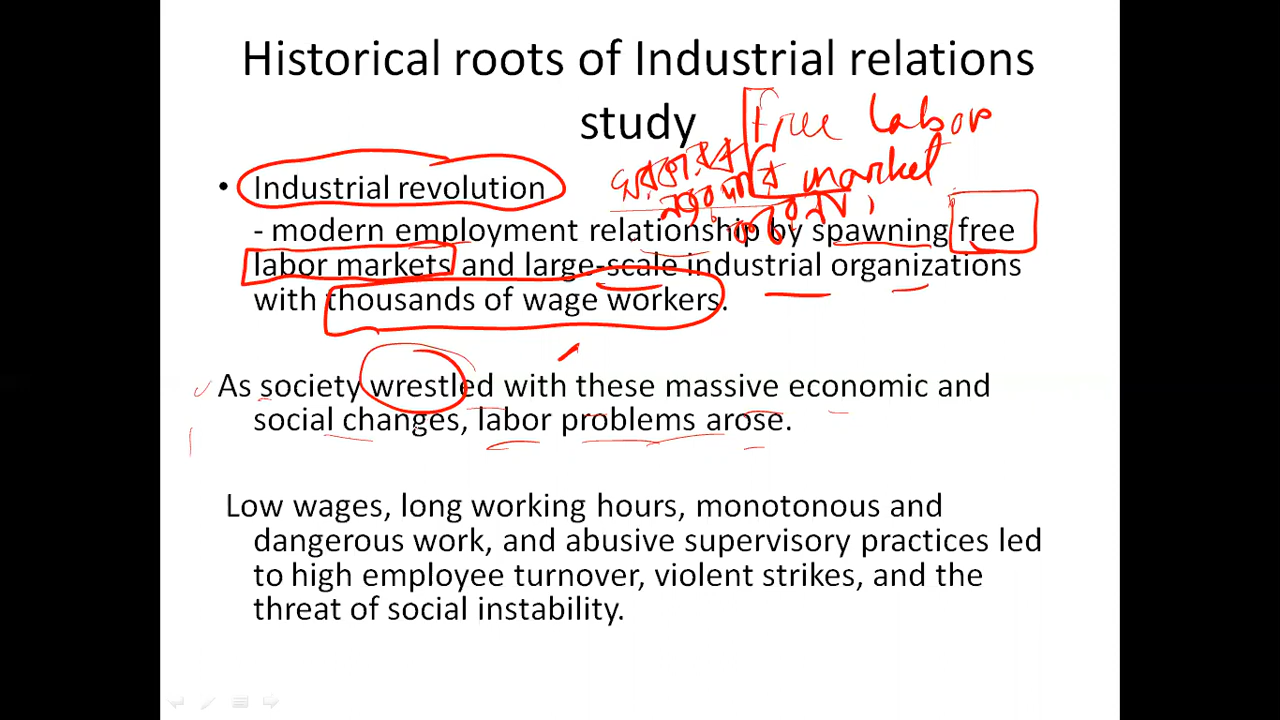 Historical roots of Industrial relations
study
free labor
market
• Industrial revolution
- modern employment relationship by spawning free
labor markets and large-scale industrial organizations
with thousands of wage workers.
As society wrestled with these massive economic and
social changes, labor problems arose.
Low wages, long working hours, monotonous and
dangerous work, and abusive supervisory practices led
to high employee turnover, violent strikes, and the
threat of social instability.